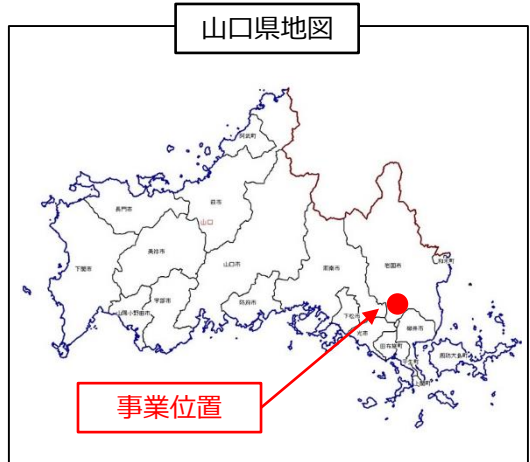 山口県地図
阿武町
萩市
長門市
山口
美祢市
山口市
下関市
周南市
岩国市
和木町
宇部市
防府市
山陽小野田市
下松市
光市
柳井市
田布施町
周防大島町
平生町
上関町
事業位置